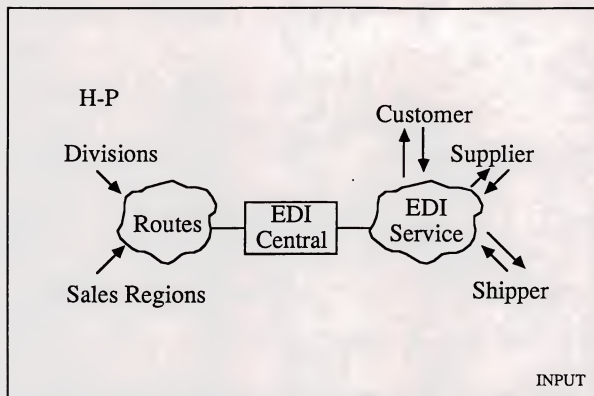 H-P
Divisions
Routes
Sales Regions
EDI
Central
Customer
Supplier
EDI
Service
Shipper
INPUT